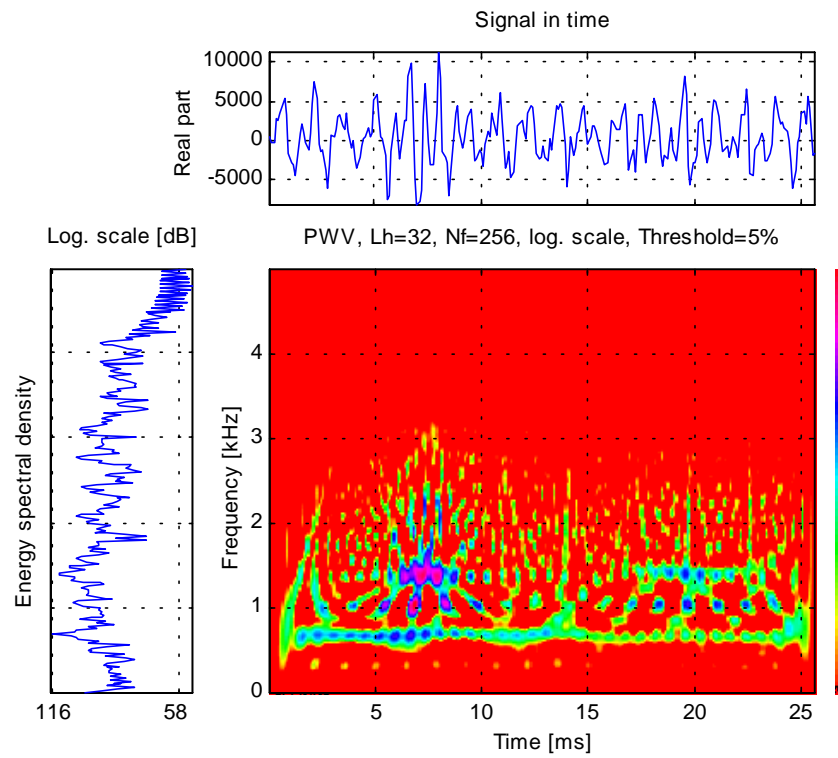 Signal in time
10000
5000
0
-5000
Real part
Log. scale [dB]
PWV, Lh=32, Nf=256, log. scale, Threshold=5%
Energy spectral density
116
58
Frequency [kHz]
4
3
2
1
0
5
10
15
20
25
Time [ms]